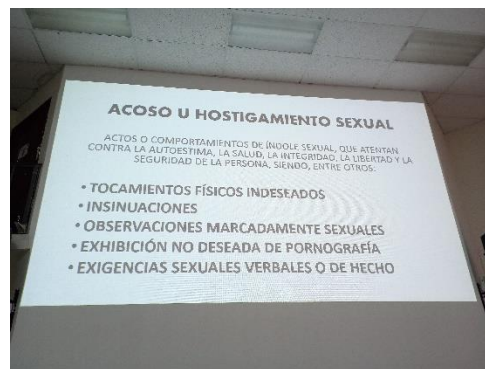 ACOSO U HOSTIGAMIENTO SEXUAL
ACTOS O COMPORTAMIENTOS DE ÍNDOLE SEXUAL, QUE ATENTAN
CONTRA LA AUTOESTIMA, LA SALUD, LA INTEGRIDAD, LA LIBERTAD Y LA
SEGURIDAD DE LA PERSONA, SIENDO, ENTRE OTROS:
• TOCAMIENTOS FÍSICOS INDESEADOS
• INSINUACIONES
• OBSERVACIONES MARCADAMENTE SEXUALES
• EXHIBICIÓN NO DESEADA DE PORNOGRAFÍA
• EXIGENCIAS SEXUALES VERBALES O DE HECHO